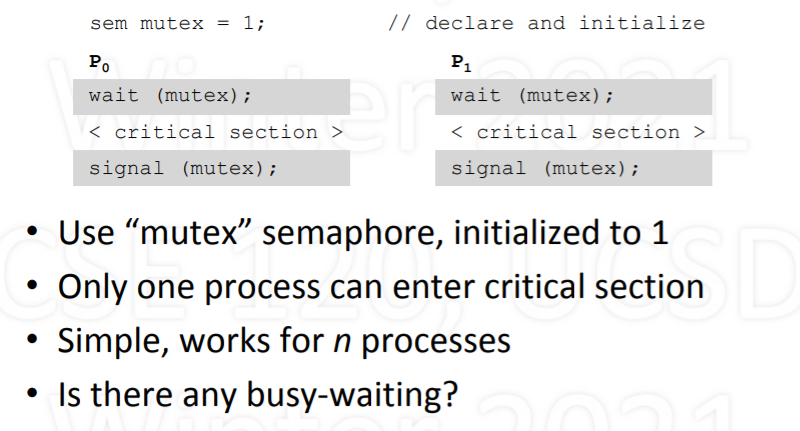 sem mutex = 1; // declare and initialize
P0 P1
wait (mutex); wait (mutex);
< critical section > < critical section >
signal (mutex); signal (mutex);
• Use “mutex” semaphore, initialized to 1
• Only one process can enter critical section
• Simple, works for n processes
• Is there any busy-waiting?
Winter 2021
CSE 120, UCSD
Winter 2021